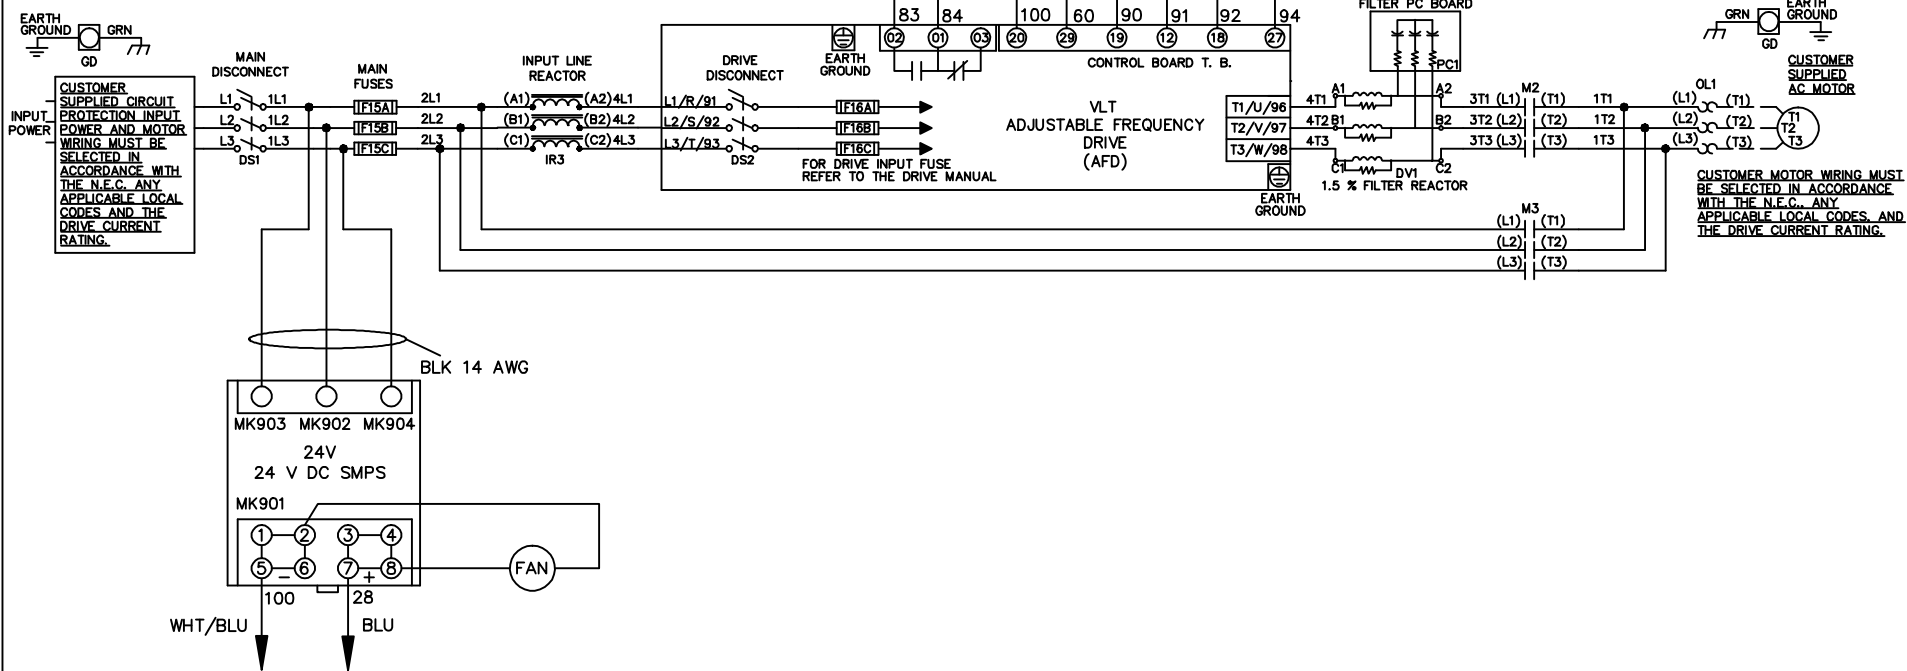 83 84 100 60 90 91 92 94
02 01 03 20 29 19 12 18 27
EARTH
GROUND
GRN
GD
MAIN
DISCONNECT
MAIN
FUSES
INPUT LINE
REACTOR
DRIVE
DISCONNECT
EARTH
GROUND
CONTROL BOARD T. B.
FILTER PC BOARD
PC1
EARTH
GROUND
GRN
GD
CUSTOMER
SUPPLIED
AC MOTOR
INPUT
POWER
CUSTOMER
SUPPLIED CIRCUIT
PROTECTION INPUT
POWER AND MOTOR
WIRING MUST BE
SELECTED IN
ACCORDANCE WITH
THE N.E.C. ANY
APPLICABLE LOCAL
CODES AND THE
DRIVE CURRENT
RATING.
L1 1L1 F15A 2L1 (A1) (A2) 4L1 L1/R/91 F16A
L2 1L2 F15B 2L2 (B1) (B2) 4L2 L2/S/92 F16B
L3 1L3 F15C 2L3 (C1) (C2) 4L3 L3/T/93 F16C
DS1 IR3 DS2
FOR DRIVE INPUT FUSE
REFER TO THE DRIVE MANUAL
VLT
ADJUSTABLE FREQUENCY
DRIVE
(AFD)
T1/U/96 4T1 A1 A2 3T1 (L1) M2 (T1) 1T1 (L1) OL1 (T1) T1
T2/V/97 4T2 B1 B2 3T2 (L2) (T2) 1T2 (L2) (T2) T2
T3/W/98 4T3 C1 C2 3T3 (L3) (T3) 1T3 (L3) (T3) T3
DV1
1.5 % FILTER REACTOR
EARTH
GROUND
CUSTOMER MOTOR WIRING MUST
BE SELECTED IN ACCORDANCE
WITH THE N.E.C., ANY
APPLICABLE LOCAL CODES, AND
THE DRIVE CURRENT RATING.
M3
(L1) (T1)
(L2) (T2)
(L3) (T3)
BLK 14 AWG
MK903 MK902 MK904
24V
24 V DC SMPS
MK901
1 2 3 4
5 6 7 8
- +
FAN
100 28
WHT/BLU BLU